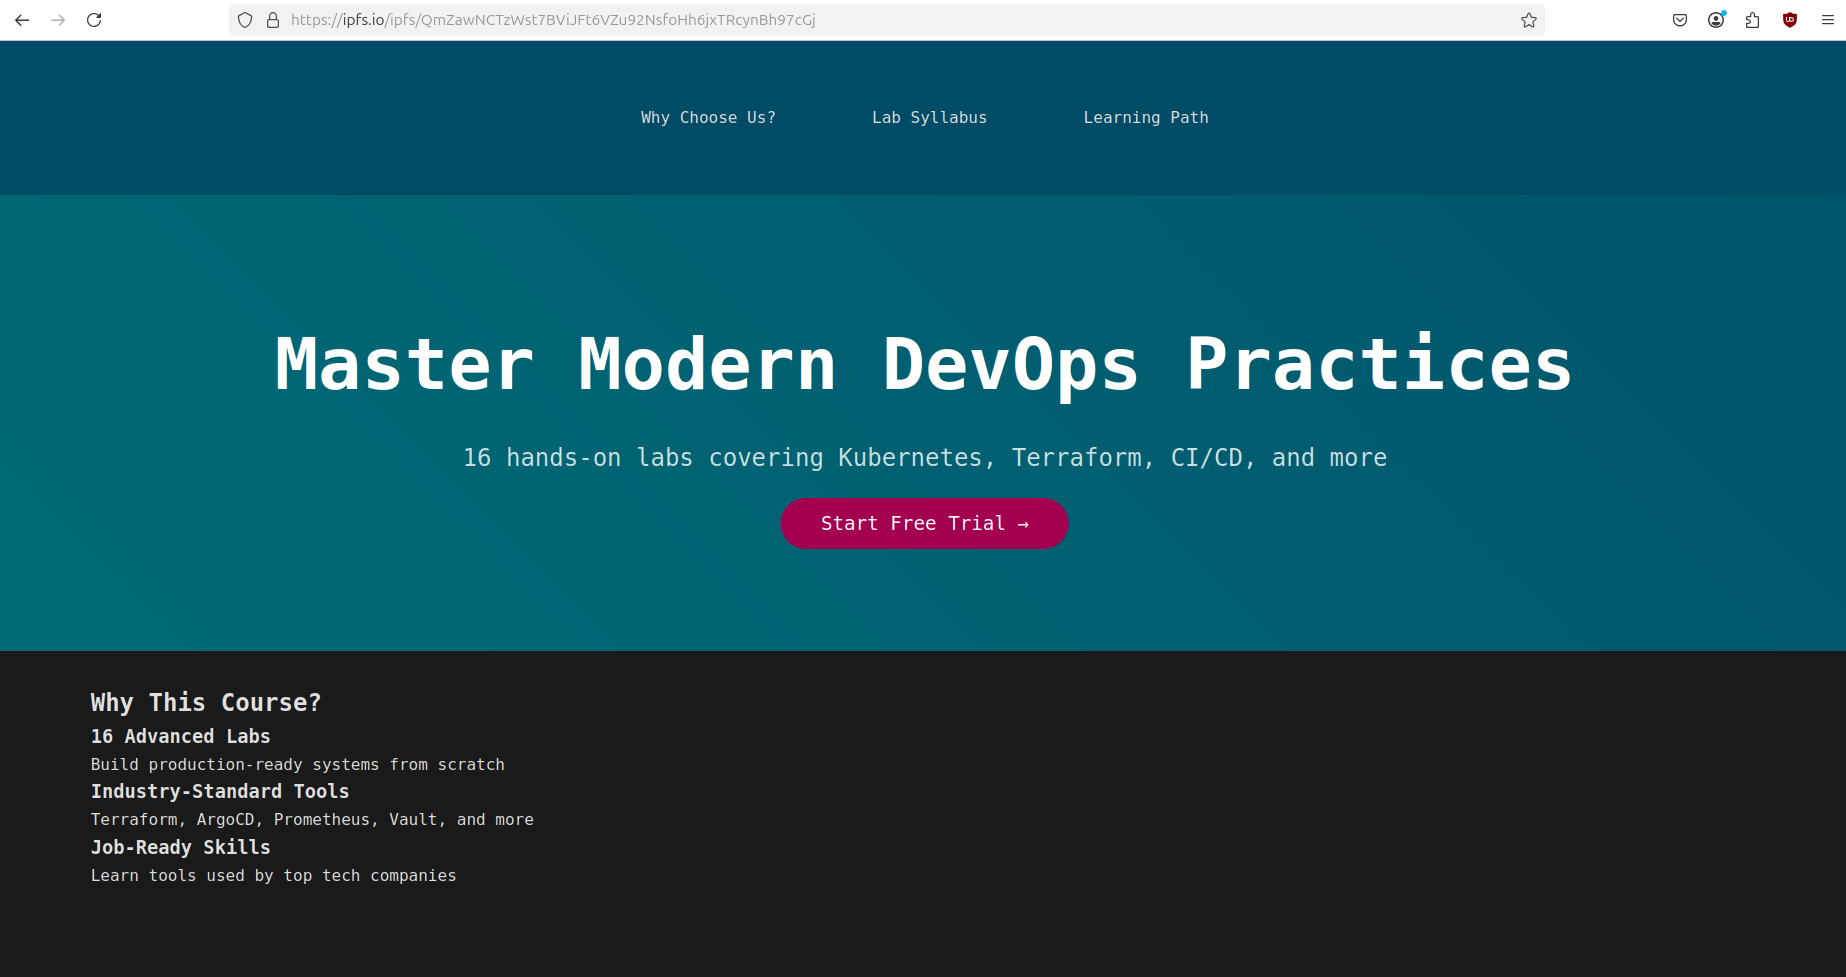 https://ipfs.io/ipfs/QmZawNCTzWst7BViJFt6VZu92NsfoHh6jxTRcynBh97cGj
Why Choose Us? Lab Syllabus Learning Path
Master Modern DevOps Practices
16 hands-on labs covering Kubernetes, Terraform, CI/CD, and more
Start Free Trial →
Why This Course?
16 Advanced Labs
Build production-ready systems from scratch
Industry-Standard Tools
Terraform, ArgoCD, Prometheus, Vault, and more
Job-Ready Skills
Learn tools used by top tech companies